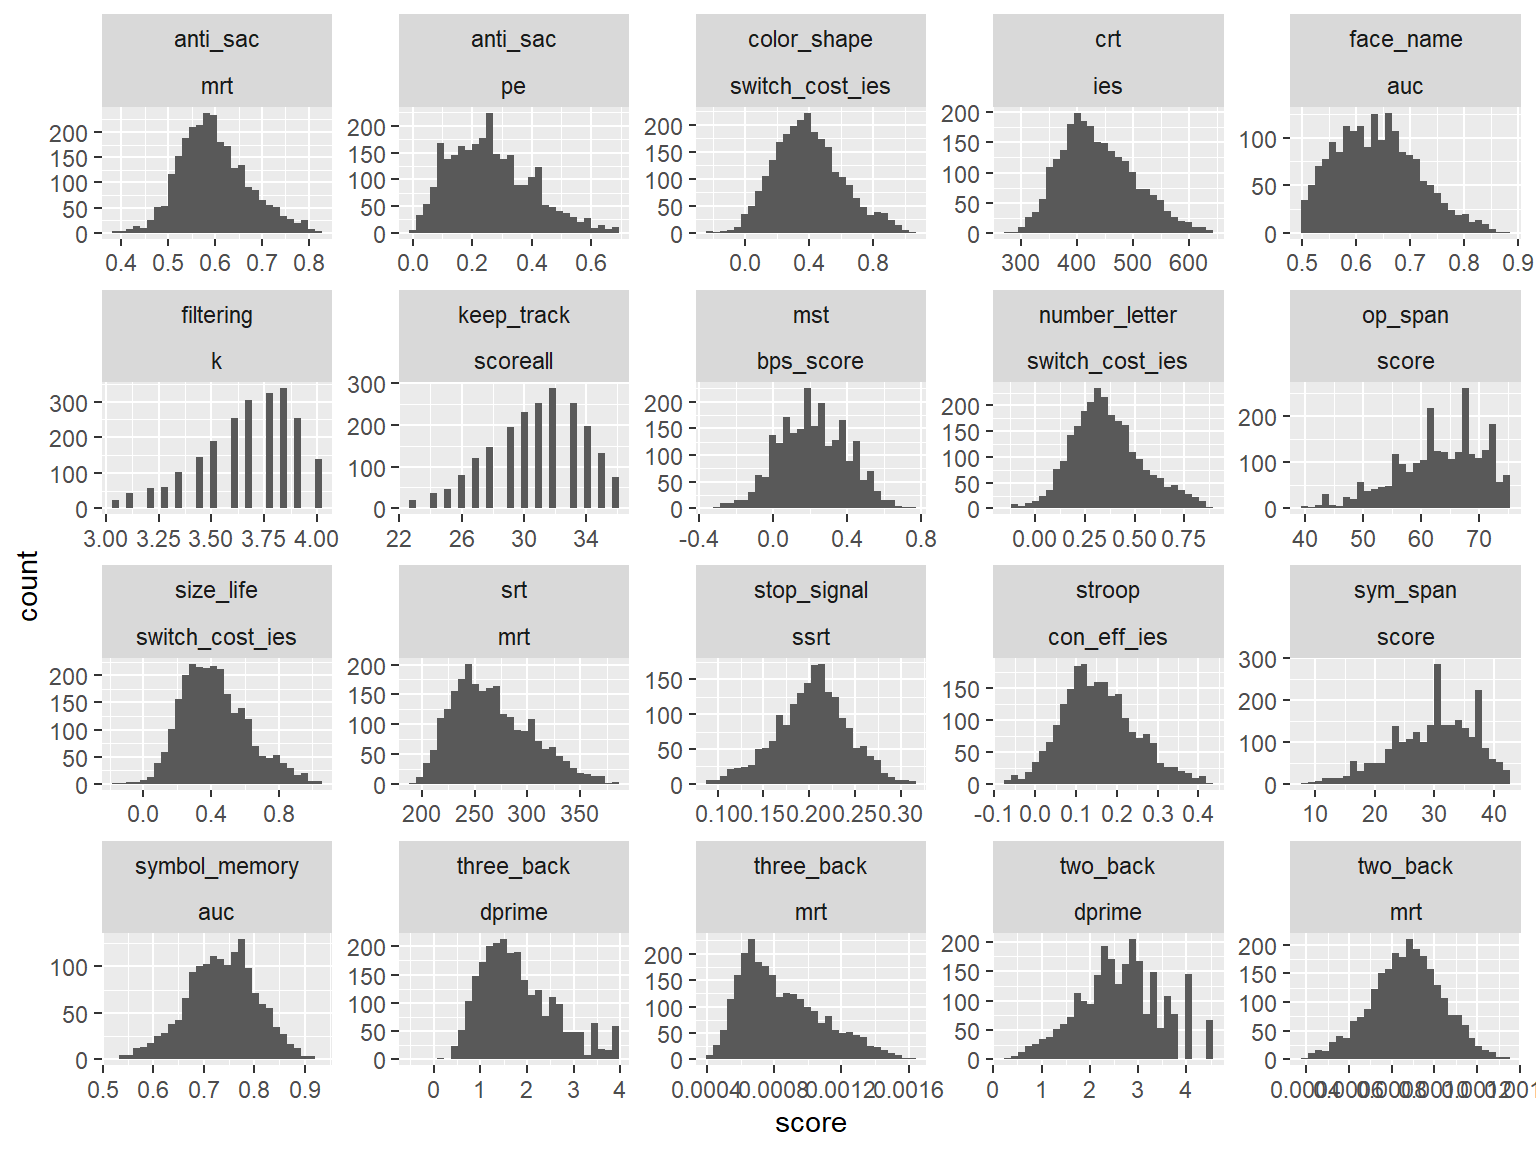 anti_sac anti_sac color_shape crt face_name
mrt pe switch_cost_ies ies auc
200 150 100 50 0
200 150 100 50 0
200 150 100 50 0
200 150 100 50 0
100 50 0
0.4 0.5 0.6 0.7 0.8 0.0 0.2 0.4 0.6 0.0 0.4 0.8 300 400 500 600 0.5 0.6 0.7 0.8 0.9
filtering keep_track mst number_letter op_span
k scoreall bps_score switch_cost_ies score
300 200 100 0
300 200 100 0
200 150 100 50 0
200 150 100 50 0
200 100 0
3.00 3.25 3.50 3.75 4.00 22 26 30 34 -0.4 0.0 0.4 0.8 0.00 0.25 0.50 0.75 40 50 60 70
count
size_life srt stop_signal stroop sym_span
switch_cost_ies mrt ssrt con_eff_ies score
200 150 100 50 0
200 150 100 50 0
150 100 50 0
150 100 50 0
300 200 100 0
0.0 0.4 0.8 200 250 300 350 0.10 0.15 0.20 0.25 0.30 -0.1 0.0 0.1 0.2 0.3 0.4 10 20 30 40
symbol_memory three_back three_back two_back two_back
auc dprime mrt dprime mrt
100 50 0
200 150 100 50 0
200 150 100 50 0
200 150 100 50 0
200 150 100 50 0
0.5 0.6 0.7 0.8 0.9 0 1 2 3 4 0.0004 0.0008 0.0012 0.0016 0 1 2 3 4
score